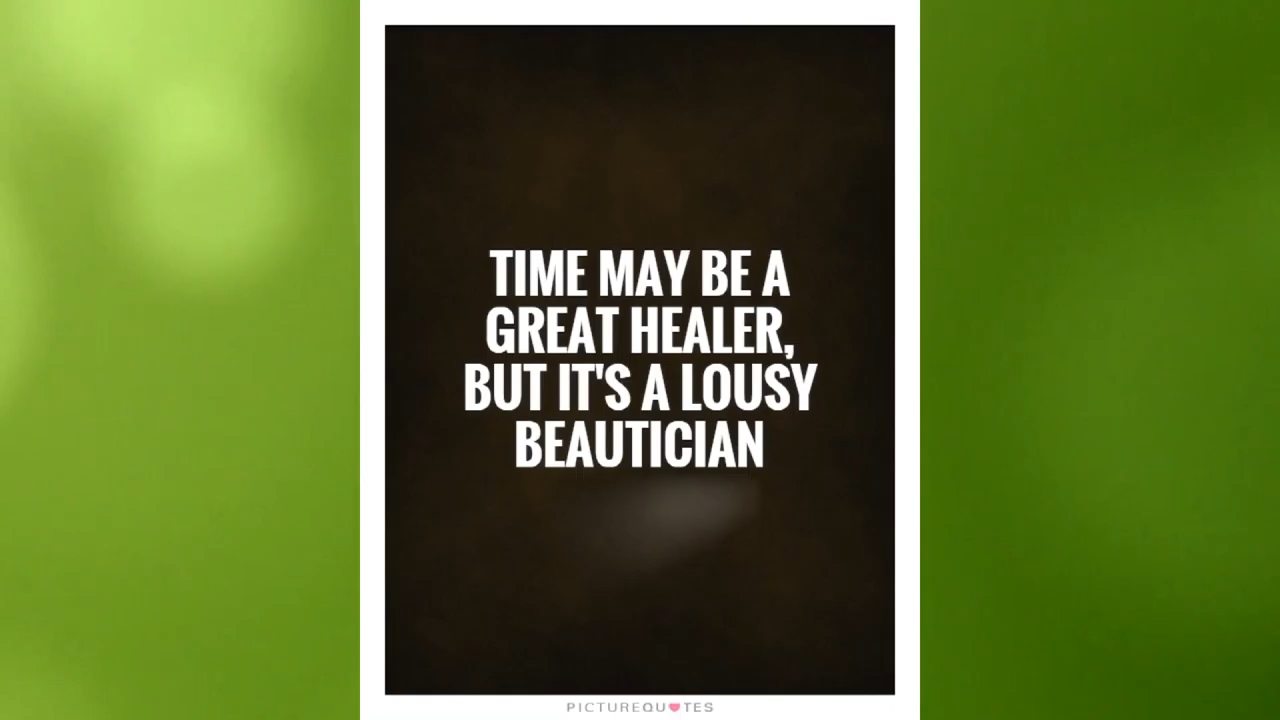 TIME MAY BE A
GREAT HEALER,
BUT IT'S A LOUSY
BEAUTICIAN
PICTUREQUOTES